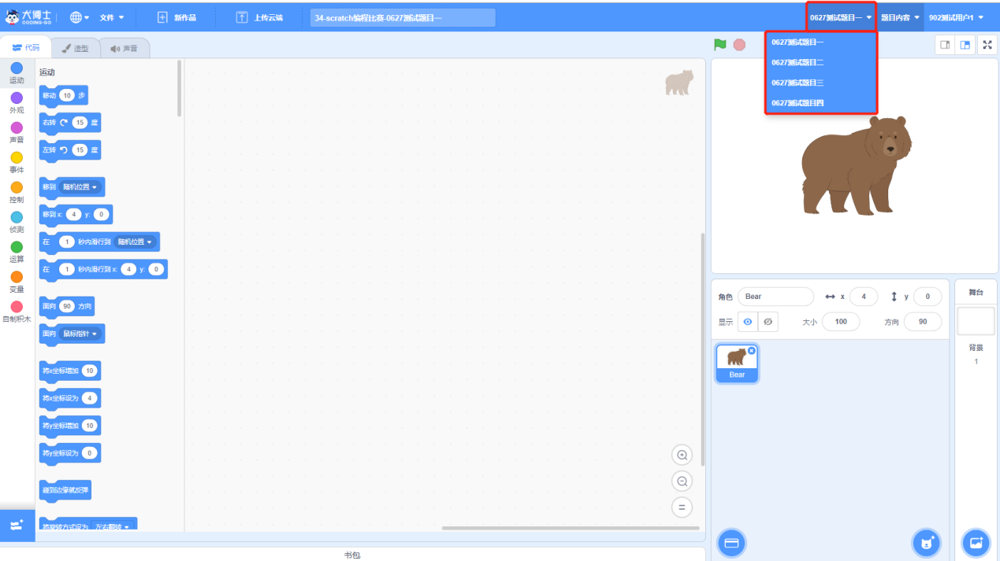 犬博士
CODING-GO
文件
新作品
上传云端
34-scratch编程比赛-0627测试题目一
0627测试题目一
题目内容
902测试用户1
0627测试题目一
0627测试题目二
0627测试题目三
0627测试题目四
代码
造型
声音
运动
外观
声音
事件
控制
侦测
运算
变量
自制积木
运动
移动 10 步
右转 15 度
左转 15 度
移到 随机位置
移到 x: 4 y: 0
在 1 秒内滑行到 随机位置
在 1 秒内滑行到 x: 4 y: 0
面向 90 方向
面向 鼠标指针
将x坐标增加 10
将x坐标设为 4
将y坐标增加 10
将y坐标设为 0
碰到边缘就反弹
将旋转方式设为 左右翻转
角色 Bear x 4 y 0
显示 大小 100 方向 90
Bear
舞台
背景
1
书包